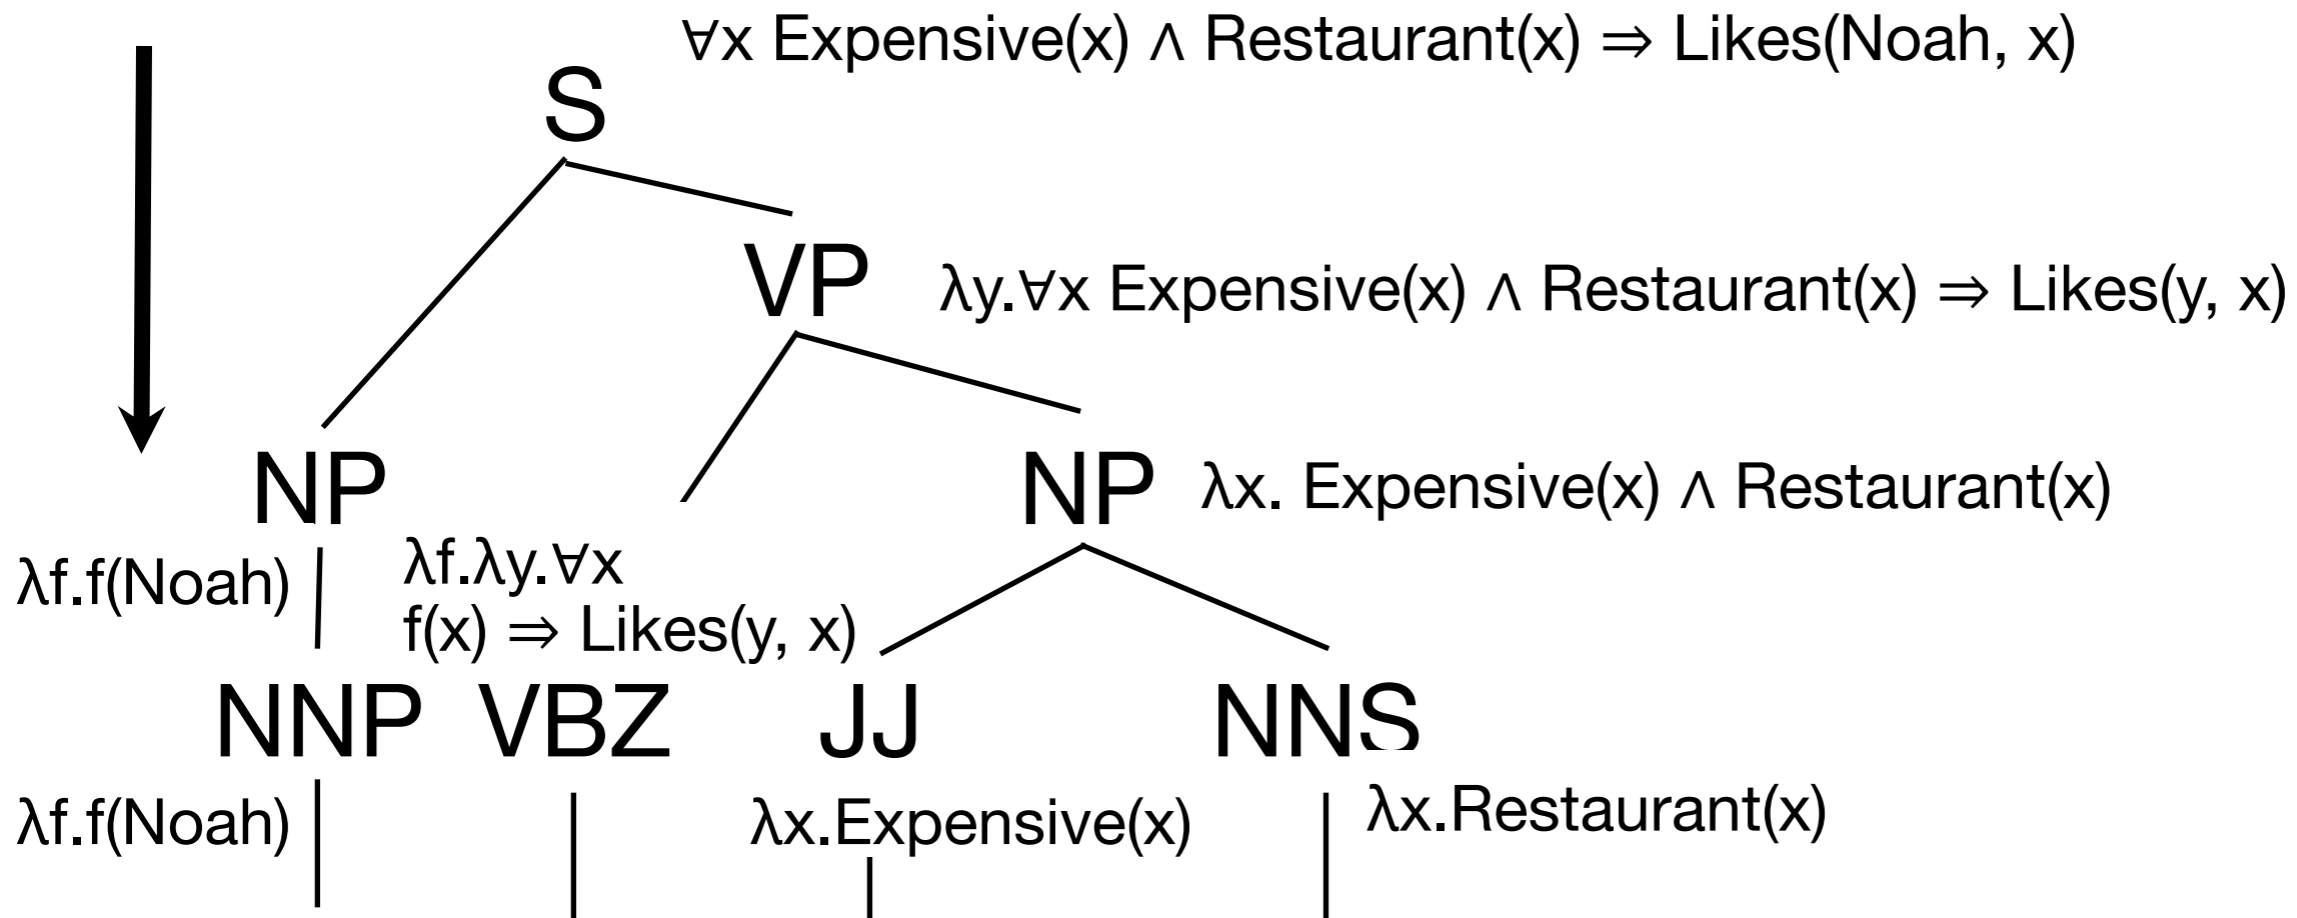 ∀x Expensive(x) ∧ Restaurant(x) ⇒ Likes(Noah, x)
S
VP λy.∀x Expensive(x) ∧ Restaurant(x) ⇒ Likes(y, x)
NP NP λx. Expensive(x) ∧ Restaurant(x)
λf.f(Noah) λf.λy.∀x
f(x) ⇒ Likes(y, x)
NNP VBZ JJ NNS
λf.f(Noah) λx.Expensive(x) λx.Restaurant(x)